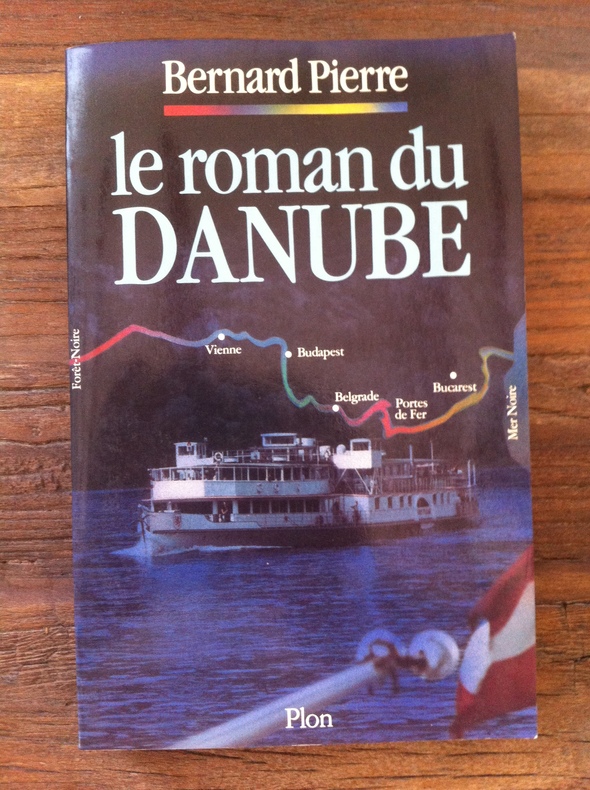 Bernard Pierre
le roman du
DANUBE
Forêt-Noire
Vienne
Budapest
Belgrade
Portes
de Fer
Bucarest
Mer Noire
Plon